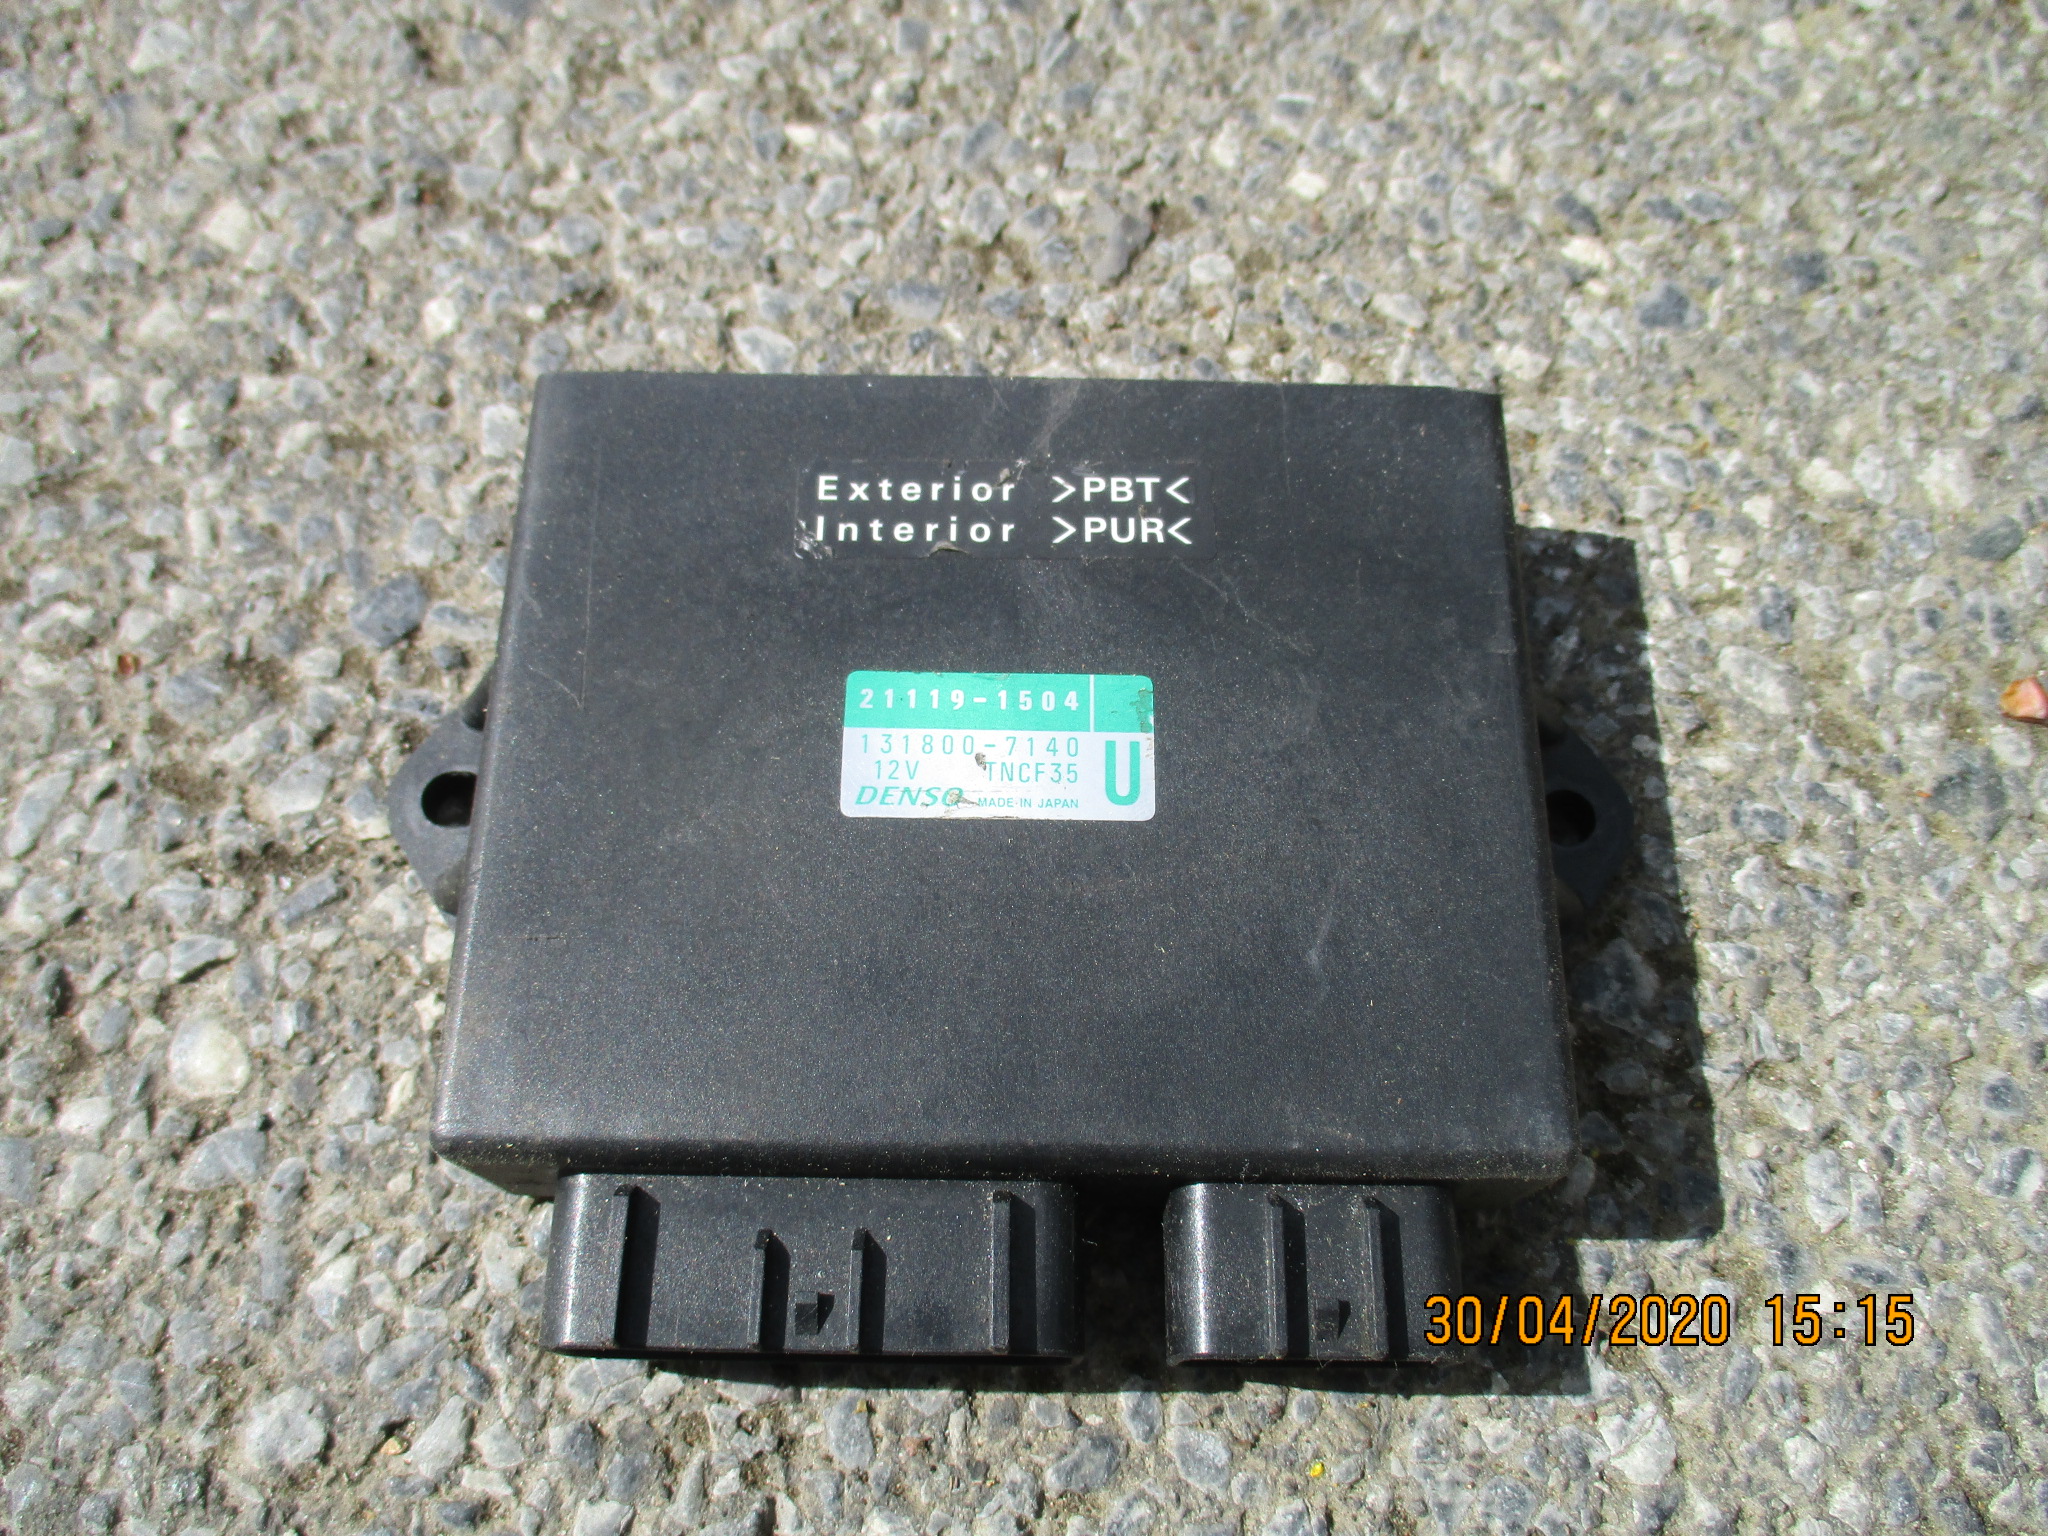 Exterior >PBT<
Interior >PUR<
21119-1504
131800-7140
12V TNCF35 U
DENSO MADE IN JAPAN
30/04/2020 15:15